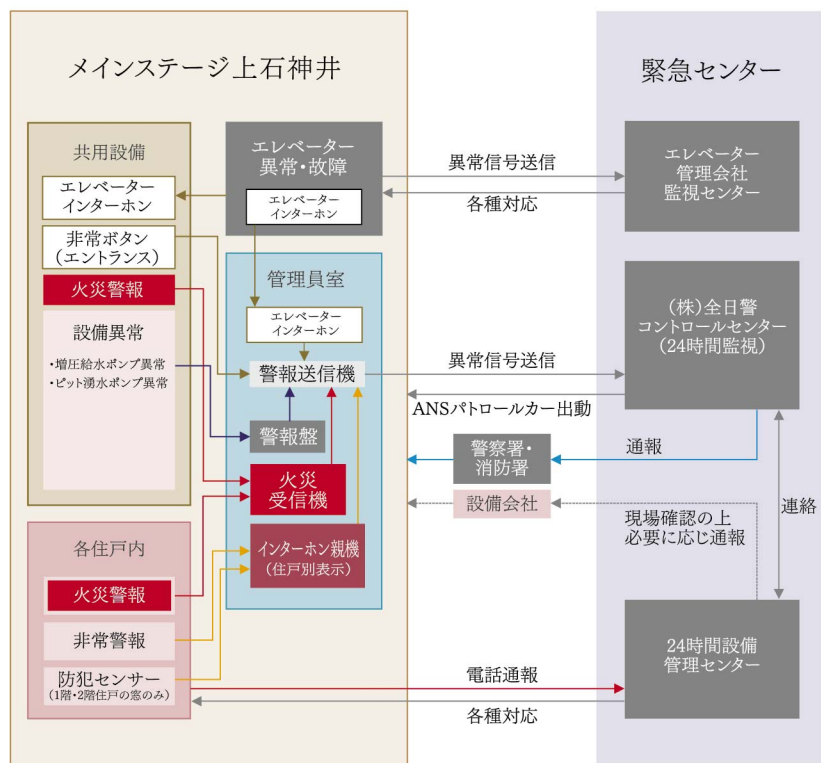 メインステージ上石神井
緊急センター
共用設備
エレベーター
インターホン
非常ボタン
(エントランス)
火災警報
設備異常
・増圧給水ポンプ異常
・ピット湧水ポンプ異常
エレベーター
異常・故障
エレベーター
インターホン
管理員室
エレベーター
インターホン
警報送信機
警報盤
火災
受信機
インターホン親機
(住戸別表示)
各住戸内
火災警報
非常警報
防犯センサー
(1階・2階住戸の窓のみ)
異常信号送信
各種対応
異常信号送信
ANSパトロールカー出動
警察署・
消防署
通報
設備会社
現場確認の上
必要に応じ通報
連絡
電話通報
各種対応
エレベーター
管理会社
監視センター
(株)全日警
コントロールセンター
(24時間監視)
24時間設備
管理センター